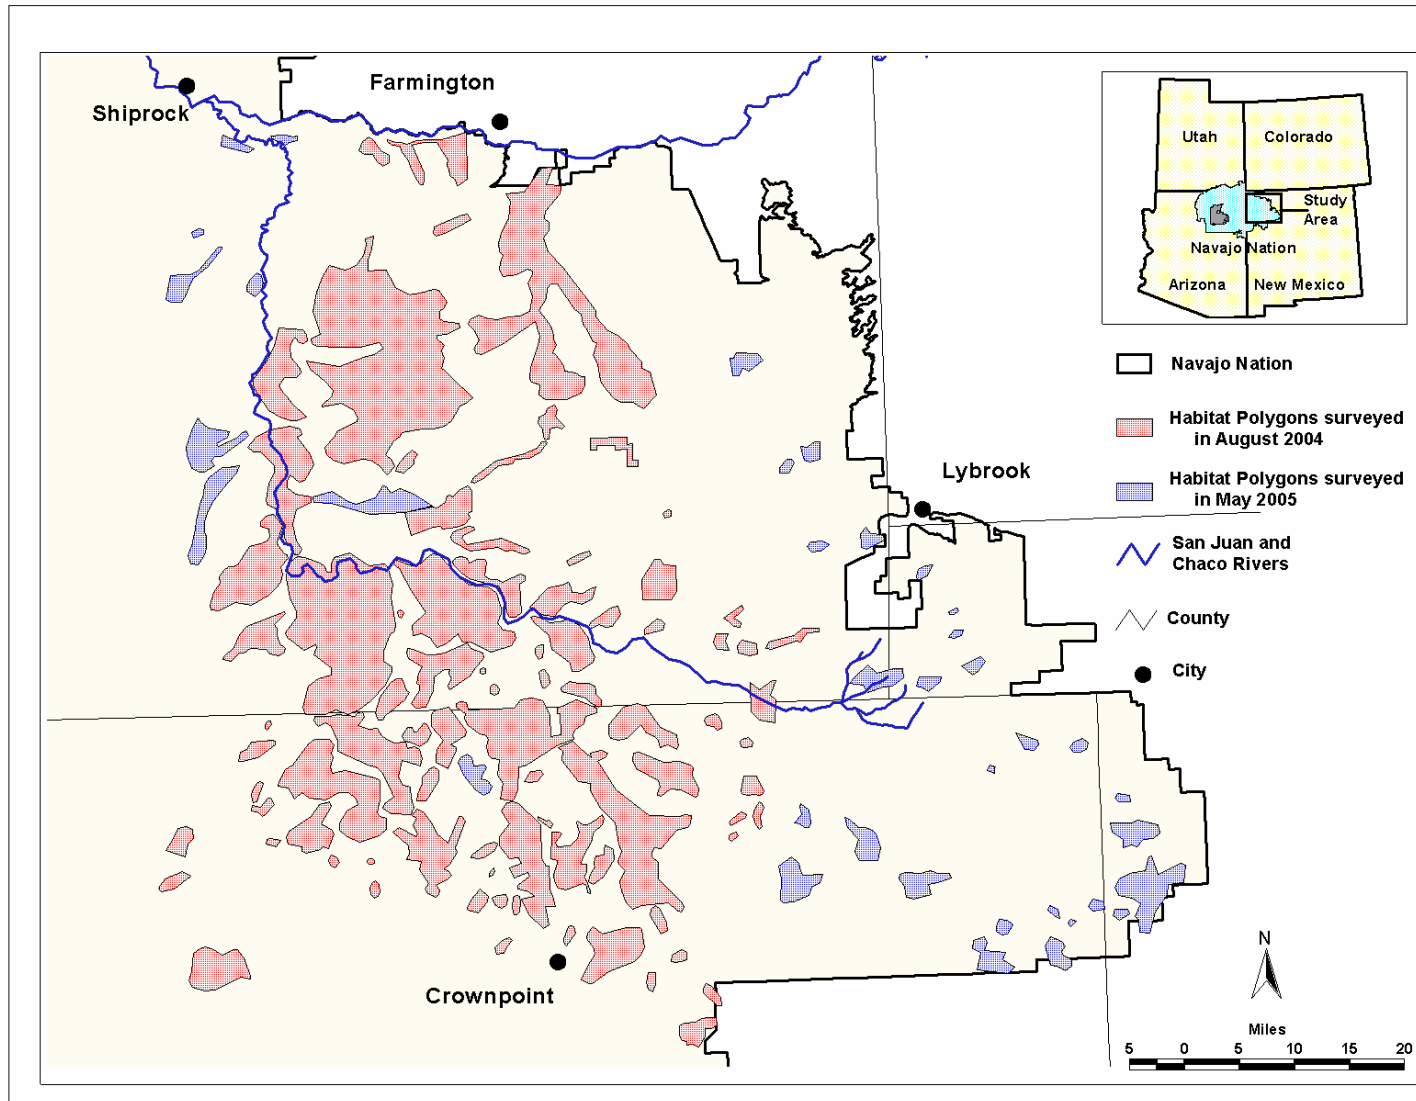 Farmington
Shiprock
Utah
Colorado
Study
Area
Navajo Nation
Arizona
New Mexico
Navajo Nation
Habitat Polygons surveyed
in August 2004
Lybrook
Habitat Polygons surveyed
in May 2005
San Juan and
Chaco Rivers
County
City
Crownpoint
N
Miles
5 0 5 10 15 20